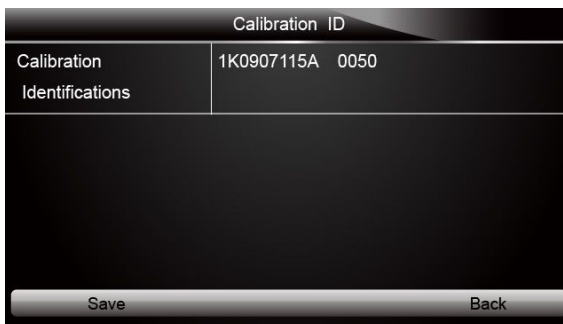 Calibration ID
Calibration 1K0907115A 0050
Identifications
Save Back